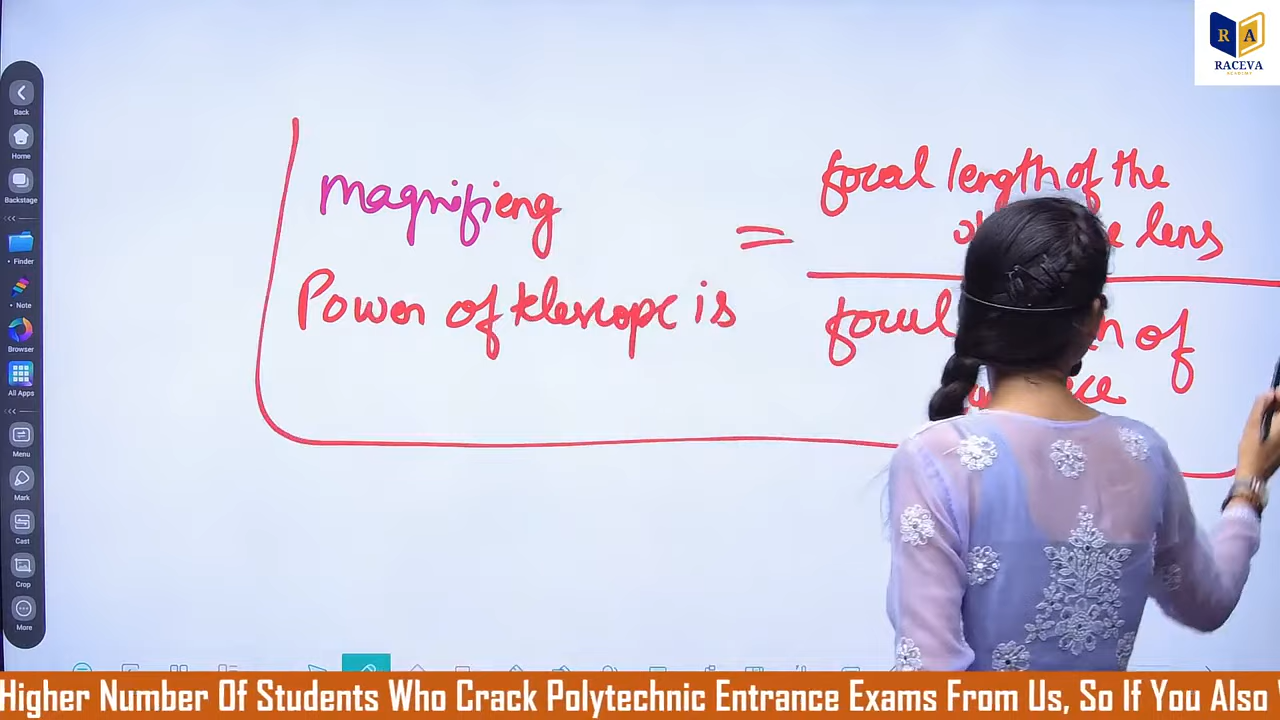 R A
RACEVA
ACADEMY
Back
Home
Backstage
Finder
Note
Browser
All Apps
Menu
Mark
Cast
Crop
More
magnifieng
Power of telescope is
=
focal length of the
lens
focul of
Higher Number Of Students Who Crack Polytechnic Entrance Exams From Us, So If You Also